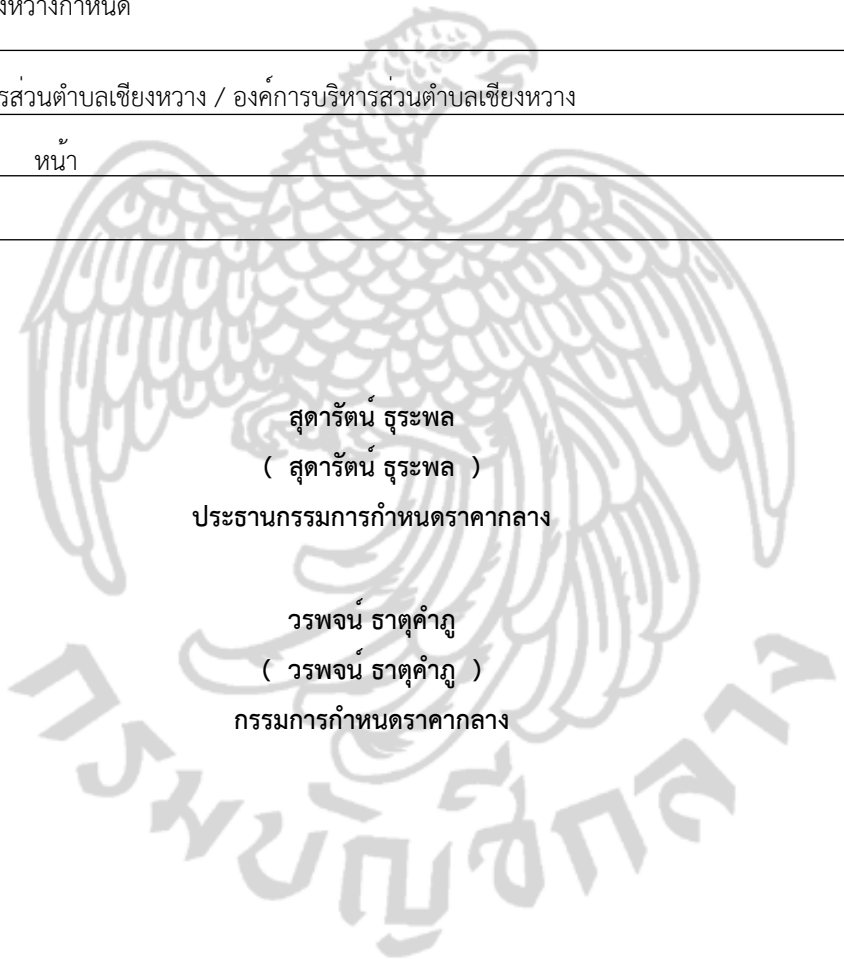 งหวางกำหนด
รส่วนตำบลเชียงหวาง / องค์การบริหารส่วนตำบลเชียงหวาง
หน้า
สุดารัตน์ ธุระพล
( สุดารัตน์ ธุระพล )
ประธานกรรมการกำหนดราคากลาง
วรพจน์ ธาตุคำภู
( วรพจน์ ธาตุคำภู )
กรรมการกำหนดราคากลาง
กรมบัญชีกลาง